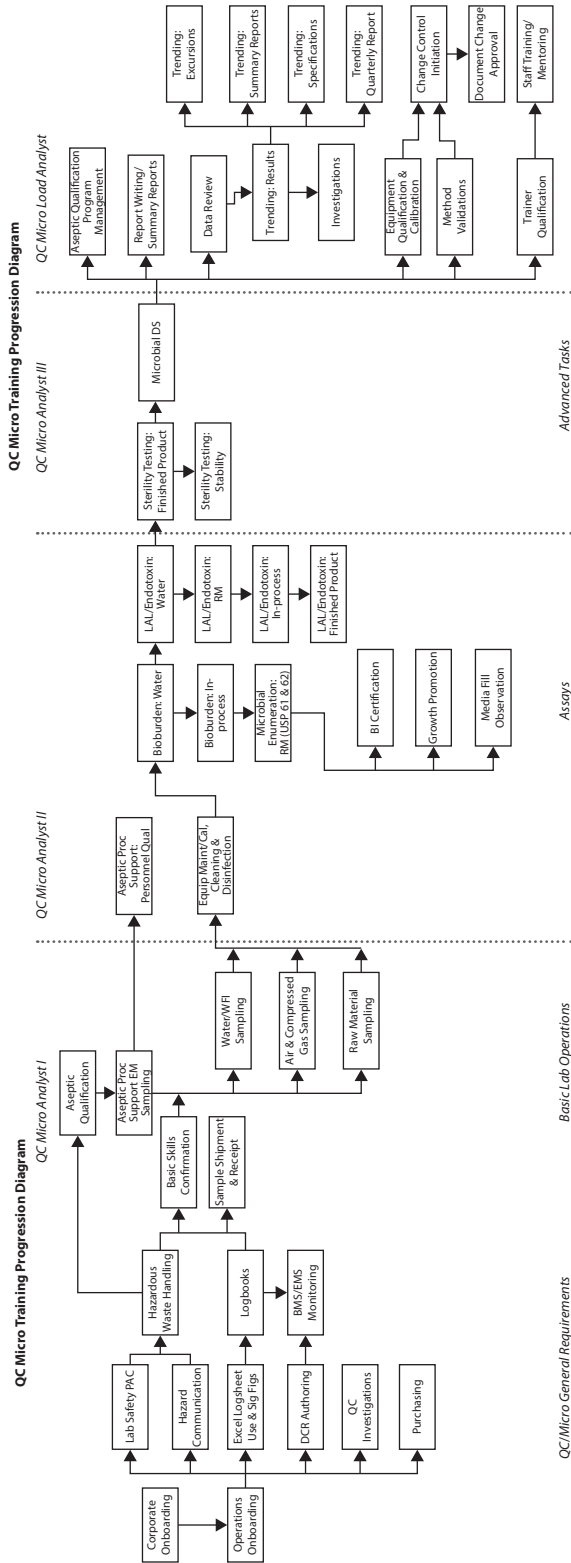 QC Micro Training Progression Diagram
QC Micro Training Progression Diagram
QC Micro Analyst I
QC Micro Analyst II
QC Micro Analyst III
QC Micro Load Analyst
Corporate
Onboarding
Operations
Onboarding
Lab Safety PAC
Hazard
Communication
Excel Logsheet
Use & Sig Figs
DCR Authoring
QC
Investigations
Purchasing
Hazardous
Waste Handling
Logbooks
BMS/EMS
Monitoring
Basic Skills
Confirmation
Sample Shipment
& Receipt
Aseptic
Qualification
Aseptic Proc
Support EM
Sampling
Water/WFI
Sampling
Air & Compressed
Gas Sampling
Raw Material
Sampling
Aseptic Proc
Support:
Personnel Qual
Equip Maint/Cal,
Cleaning &
Disinfection
Bioburden: Water
Bioburden: In-
process
Microbial
Enumeration:
RM (USP 61 & 62)
BI Certification
Growth Promotion
Media Fill
Observation
LAL/Endotoxin:
Water
LAL/Endotoxin:
RM
LAL/Endotoxin:
In-process
LAL/Endotoxin:
Finished Product
Sterility Testing:
Finished Product
Sterility Testing:
Stability
Microbial DS
Aseptic Qualification
Program
Management
Report Writing/
Summary Reports
Data Review
Trending: Results
Investigations
Trending:
Excursions
Trending:
Summary Reports
Trending:
Specifications
Trending:
Quarterly Report
Equipment
Qualification &
Calibration
Method
Validations
Trainer
Qualification
Change Control
Initiation
Document Change
Approval
Staff Training/
Mentoring
QC/Micro General Requirements
Basic Lab Operations
Assays
Advanced Tasks